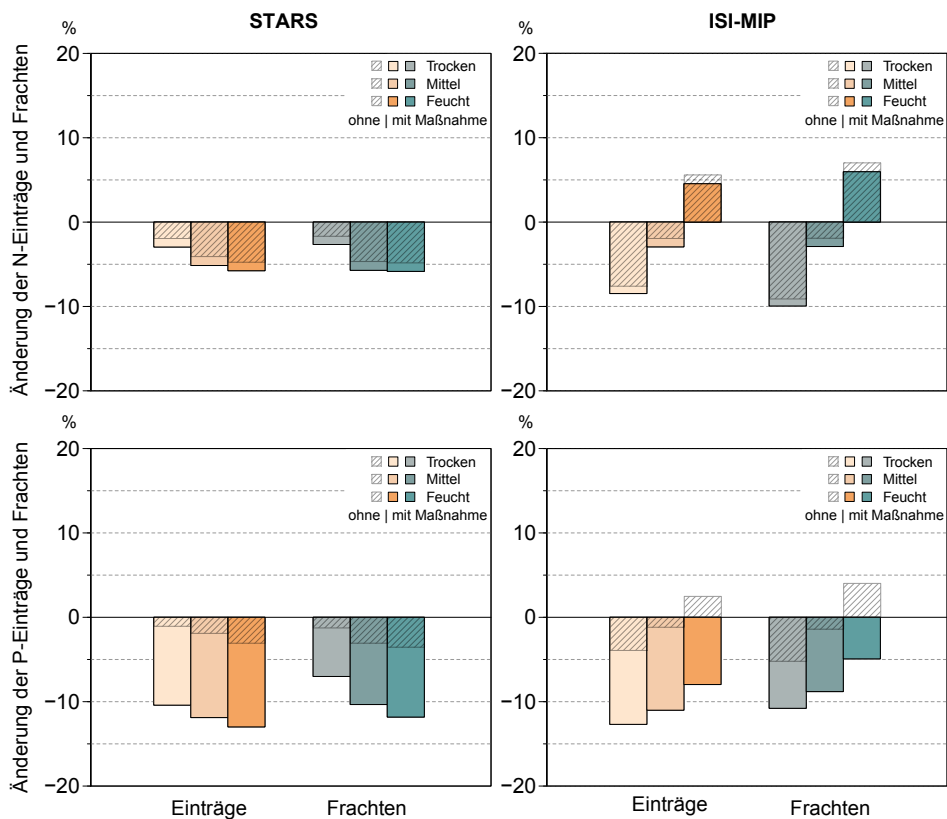 STARS
ISI-MIP
%
%
Änderung der N-Einträge und Frachten
20
10
0
−10
−20
Trocken
Mittel
Feucht
ohne | mit Maßnahme
20
10
0
−10
−20
Trocken
Mittel
Feucht
ohne | mit Maßnahme
%
%
Änderung der P-Einträge und Frachten
20
10
0
−10
−20
Trocken
Mittel
Feucht
ohne | mit Maßnahme
20
10
0
−10
−20
Trocken
Mittel
Feucht
ohne | mit Maßnahme
Einträge
Frachten
Einträge
Frachten